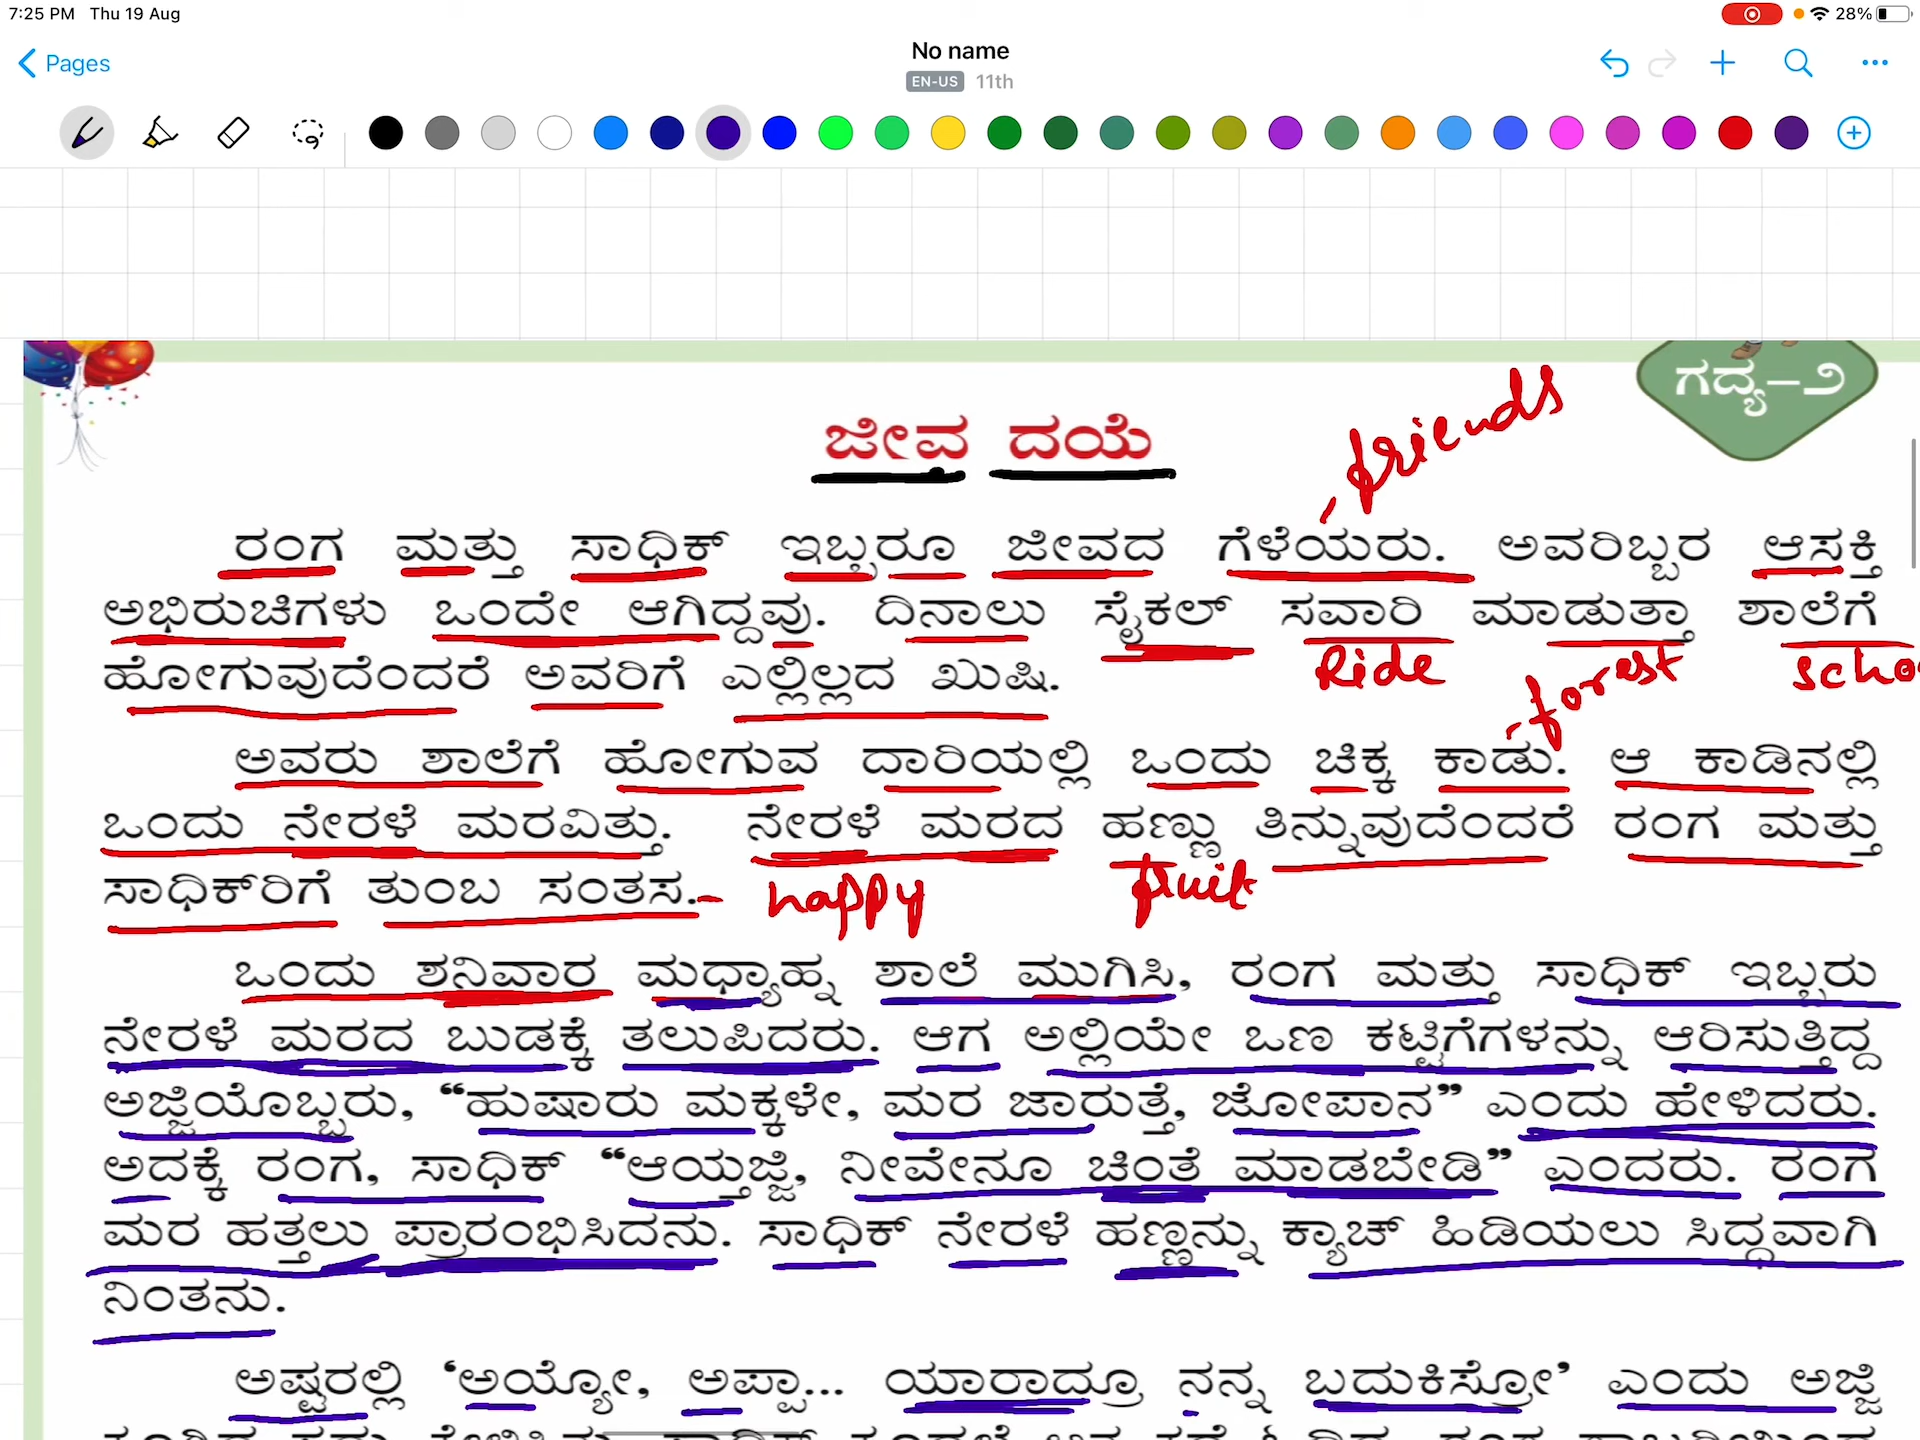 7:25 PM Thu 19 Aug
28%
Pages
No name
EN-US 11th
ಗದ್ಯ–೨
ಜೀವ ದಯೆ
friends
ರಂಗ ಮತ್ತು ಸಾಧಿಕ್ ಇಬ್ಬರೂ ಜೀವದ ಗೆಳೆಯರು. ಅವರಿಬ್ಬರ ಆಸಕ್ತಿ
ಅಭಿರುಚಿಗಳು ಒಂದೇ ಆಗಿದ್ದವು. ದಿನಾಲು ಸೈಕಲ್ ಸವಾರಿ ಮಾಡುತ್ತಾ ಶಾಲೆಗೆ
Ride scho
ಹೋಗುವುದೆಂದರೆ ಅವರಿಗೆ ಎಲ್ಲಿಲ್ಲದ ಖುಷಿ.
forest
ಅವರು ಶಾಲೆಗೆ ಹೋಗುವ ದಾರಿಯಲ್ಲಿ ಒಂದು ಚಿಕ್ಕ ಕಾಡು. ಆ ಕಾಡಿನಲ್ಲಿ
ಒಂದು ನೇರಳೆ ಮರವಿತ್ತು. ನೇರಳೆ ಮರದ ಹಣ್ಣು ತಿನ್ನುವುದೆಂದರೆ ರಂಗ ಮತ್ತು
ಸಾಧಿಕ್‌ರಿಗೆ ತುಂಬ ಸಂತಸ.- happy fruit
ಒಂದು ಶನಿವಾರ ಮಧ್ಯಾಹ್ನ ಶಾಲೆ ಮುಗಿಸಿ, ರಂಗ ಮತ್ತು ಸಾಧಿಕ್ ಇಬ್ಬರು
ನೇರಳೆ ಮರದ ಬುಡಕ್ಕೆ ತಲುಪಿದರು. ಆಗ ಅಲ್ಲಿಯೇ ಒಣ ಕಟ್ಟಿಗೆಗಳನ್ನು ಆರಿಸುತ್ತಿದ್ದ
ಅಜ್ಜಿಯೊಬ್ಬರು, “ಹುಷಾರು ಮಕ್ಕಳೇ, ಮರ ಜಾರುತ್ತೆ, ಜೋಪಾನ” ಎಂದು ಹೇಳಿದರು.
ಅದಕ್ಕೆ ರಂಗ, ಸಾಧಿಕ್ “ಆಯ್ತಜ್ಜಿ, ನೀವೇನೂ ಚಿಂತೆ ಮಾಡಬೇಡಿ” ಎಂದರು. ರಂಗ
ಮರ ಹತ್ತಲು ಪ್ರಾರಂಭಿಸಿದನು. ಸಾಧಿಕ್ ನೇರಳೆ ಹಣ್ಣನ್ನು ಕ್ಯಾಚ್ ಹಿಡಿಯಲು ಸಿದ್ಧವಾಗಿ
ನಿಂತನು.
ಅಷ್ಟರಲ್ಲಿ ‘ಅಯ್ಯೋ, ಅಪ್ಪಾ... ಯಾರಾದ್ರೂ ನನ್ನ ಬದುಕಿಸ್ರೋ’ ಎಂದು ಅಜ್ಜಿ